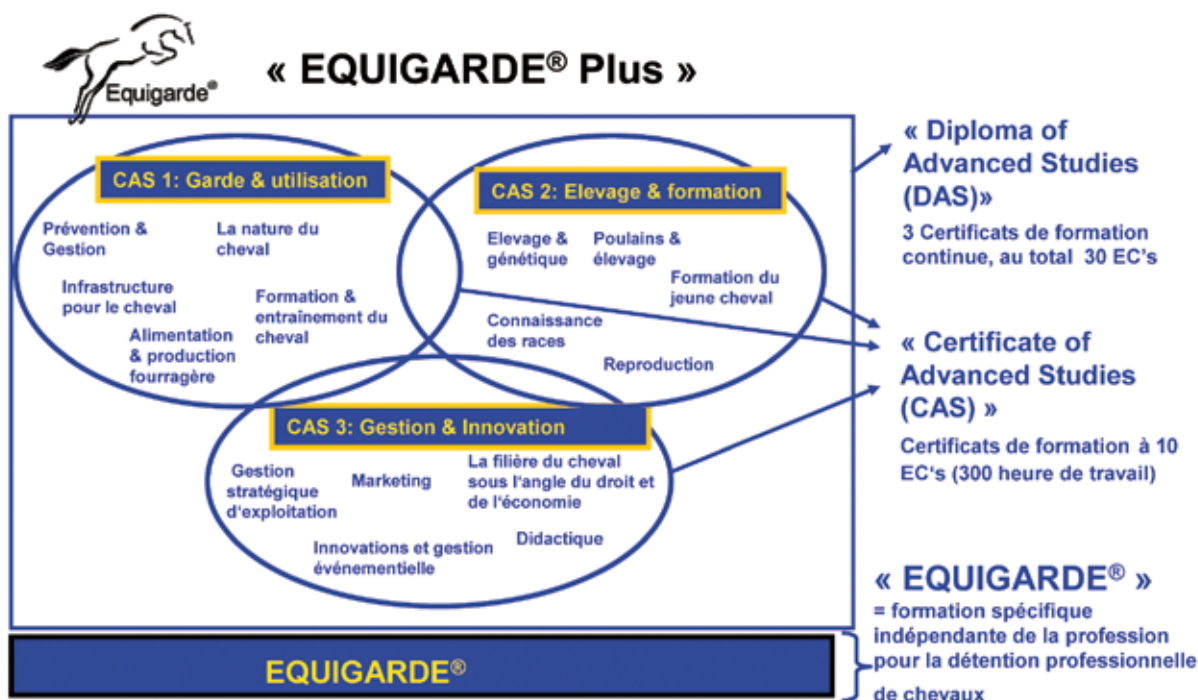 Equigarde®
« EQUIGARDE® Plus »
CAS 1: Garde & utilisation
Prévention &
Gestion
La nature du
cheval
Infrastructure
pour le cheval
Formation &
entraînement du
cheval
Alimentation
& production
fourragère
CAS 2: Elevage & formation
Elevage &
génétique
Poulains &
élevage
Formation du
jeune cheval
Connaissance
des races
Reproduction
CAS 3: Gestion & Innovation
Gestion
stratégique
d'exploitation
Marketing
La filière du cheval
sous l'angle du droit et
de l'économie
Innovations et gestion
événementielle
Didactique
« Diploma of
Advanced Studies
(DAS)»
3 Certificats de formation
continue, au total 30 EC's
« Certificate of
Advanced Studies
(CAS) »
Certificats de formation à 10
EC's (300 heure de travail)
« EQUIGARDE® »
= formation spécifique
indépendante de la profession
pour la détention professionnelle
de chevaux
EQUIGARDE®